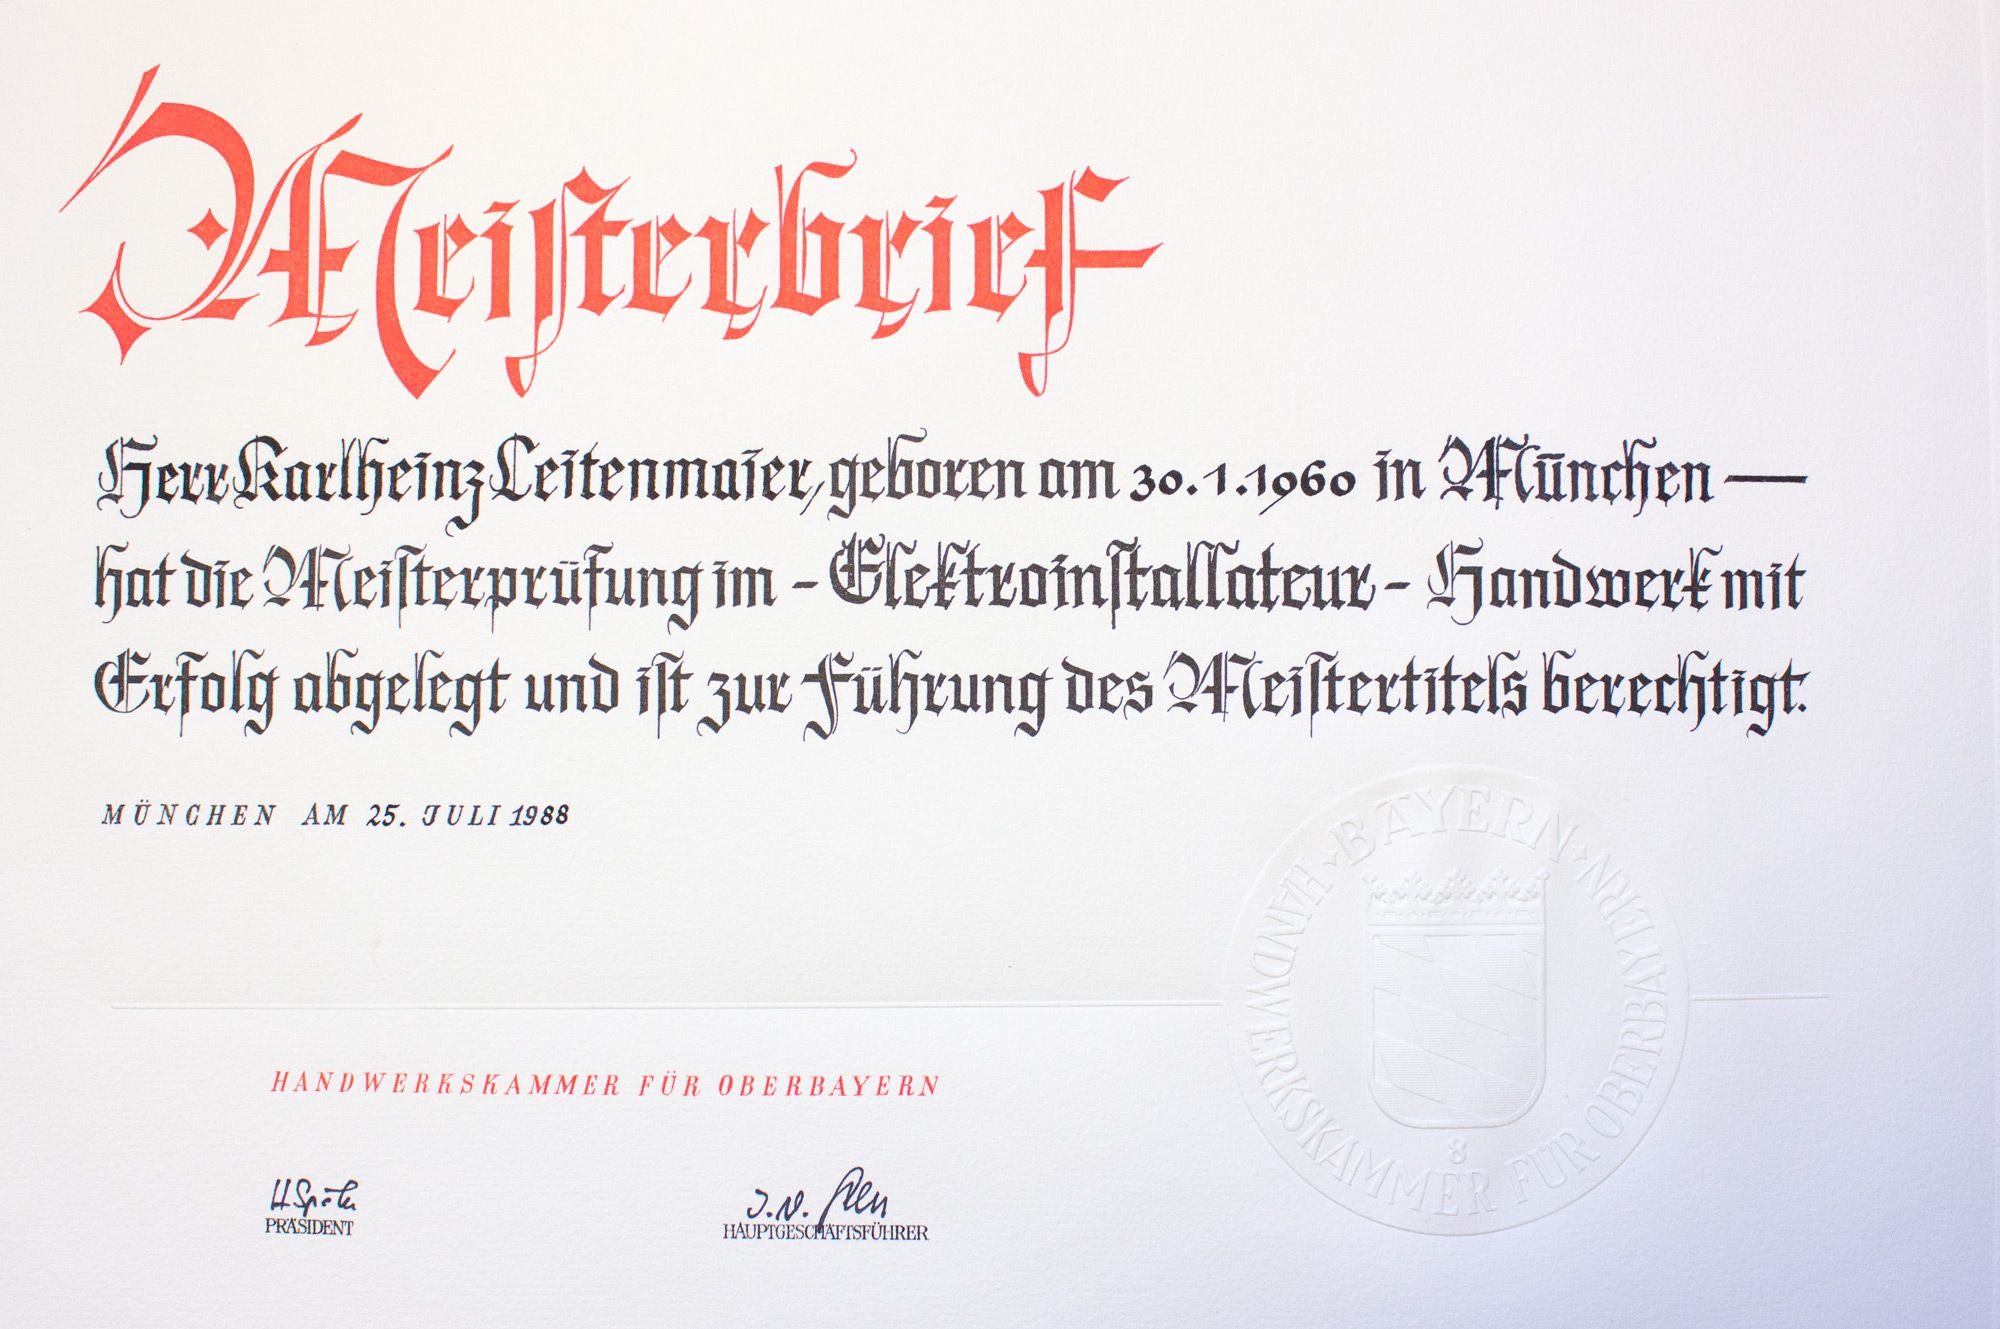 Meisterbrief
Herr Karlheinz Leitenmaier, geboren am 30.1.1960 in München —
hat die Meisterprüfung im - Elektroinstallateur - Handwerk mit
Erfolg abgelegt und ist zur Führung des Meistertitels berechtigt.
MÜNCHEN AM 25. JULI 1988
BAYERN
HANDWERKSKAMMER FÜR OBERBAYERN
8
HANDWERKSKAMMER FÜR OBERBAYERN
PRÄSIDENT
HAUPTGESCHÄFTSFÜHRER